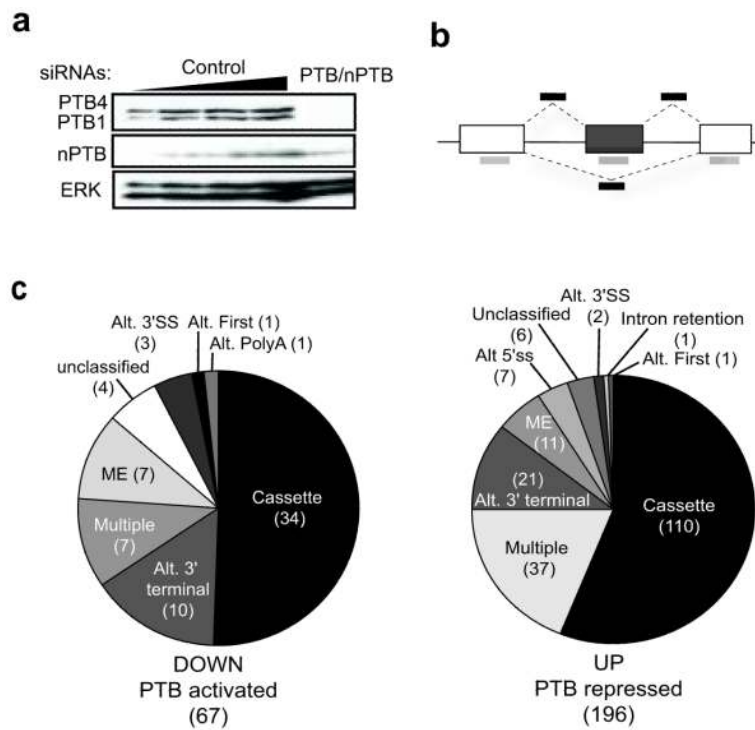 a
siRNAs: Control PTB/nPTB
PTB4
PTB1
nPTB
ERK
b
c
Alt. 3'SS
(3)
Alt. First (1)
Alt. PolyA (1)
unclassified
(4)
ME (7)
Multiple
(7)
Alt. 3'
terminal
(10)
Cassette
(34)
DOWN
PTB activated
(67)
Alt. 3'SS
(2)
Unclassified
(6)
Intron retention
(1)
Alt 5'ss
(7)
Alt. First (1)
ME
(11)
(21)
Alt. 3' terminal
Multiple
(37)
Cassette
(110)
UP
PTB repressed
(196)